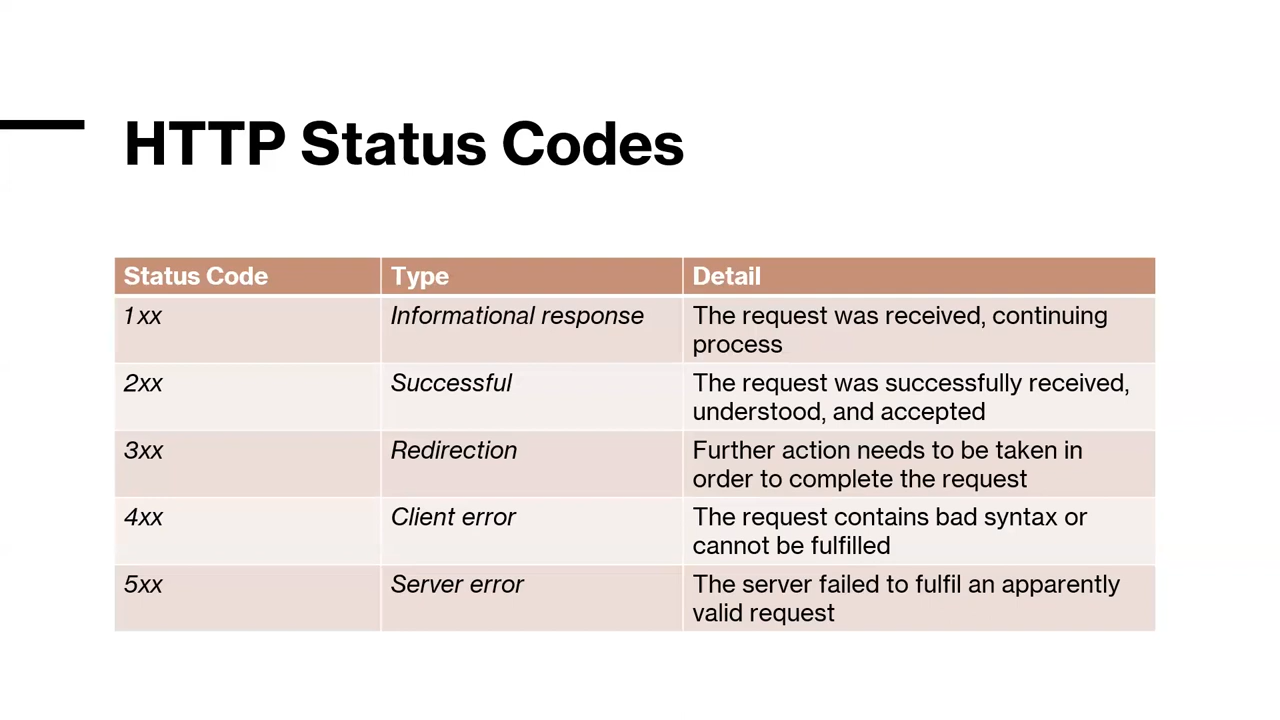 HTTP Status Codes
Status Code Type Detail
1xx Informational response The request was received, continuing
process
2xx Successful The request was successfully received,
understood, and accepted
3xx Redirection Further action needs to be taken in
order to complete the request
4xx Client error The request contains bad syntax or
cannot be fulfilled
5xx Server error The server failed to fulfil an apparently
valid request